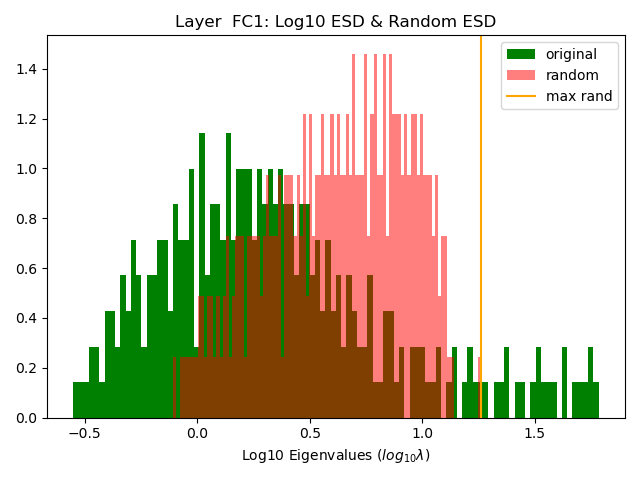 Layer  FC1: Log10 ESD & Random ESD
original
random
max rand
1.4
1.2
1.0
0.8
0.6
0.4
0.2
0.0
−0.5 0.0 0.5 1.0 1.5
Log10 Eigenvalues (log₁₀λ)